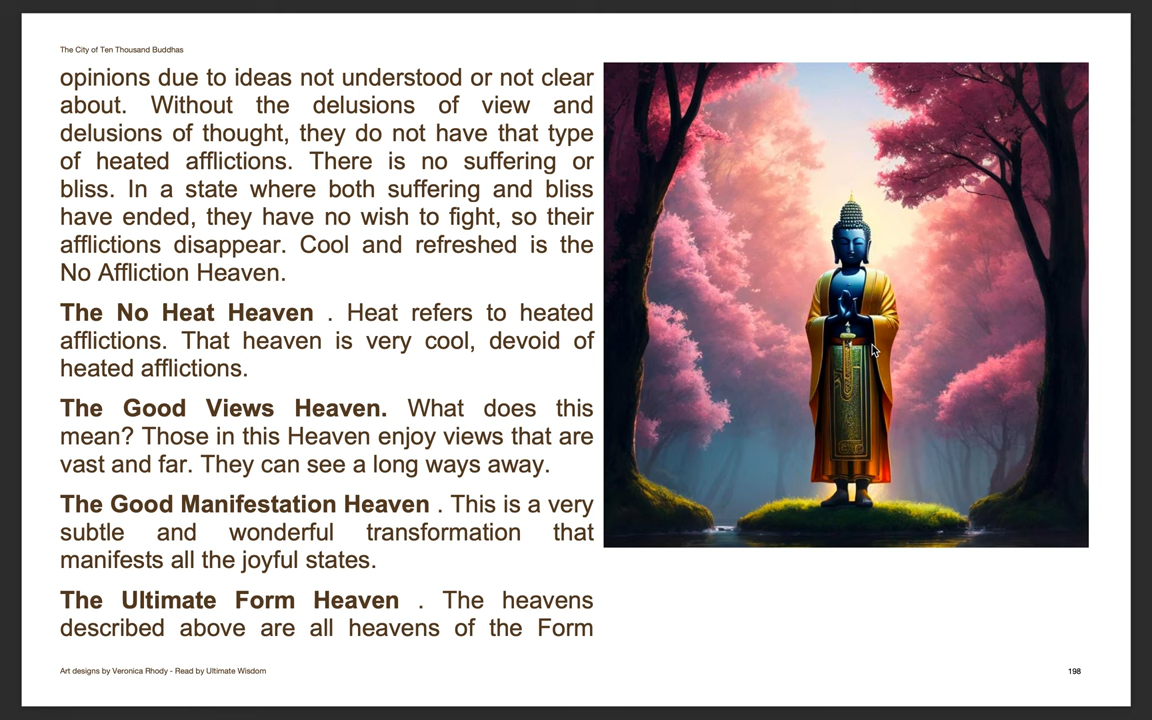 The City of Ten Thousand Buddhas
opinions due to ideas not understood or not clear
about. Without the delusions of view and
delusions of thought, they do not have that type
of heated afflictions. There is no suffering or
bliss. In a state where both suffering and bliss
have ended, they have no wish to fight, so their
afflictions disappear. Cool and refreshed is the
No Affliction Heaven.
The No Heat Heaven . Heat refers to heated
afflictions. That heaven is very cool, devoid of
heated afflictions.
The Good Views Heaven. What does this
mean? Those in this Heaven enjoy views that are
vast and far. They can see a long ways away.
The Good Manifestation Heaven . This is a very
subtle and wonderful transformation that
manifests all the joyful states.
The Ultimate Form Heaven . The heavens
described above are all heavens of the Form
Art designs by Veronica Rhody - Read by Ultimate Wisdom
198